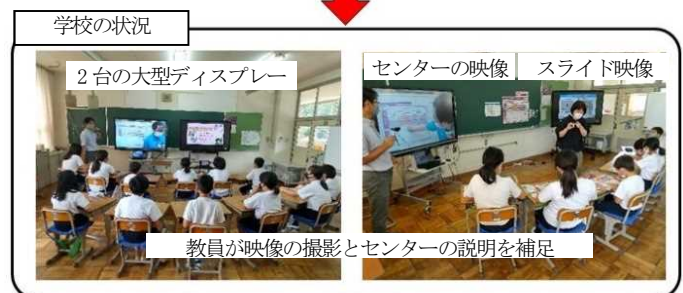 学校の状況
2台の大型ディスプレー
センターの映像
スライド映像
教員が映像の撮影とセンターの説明を補足